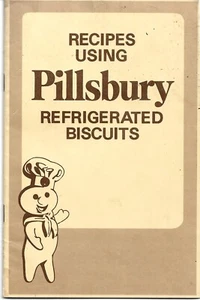 RECIPES
USING
Pillsbury
REFRIGERATED
BISCUITS